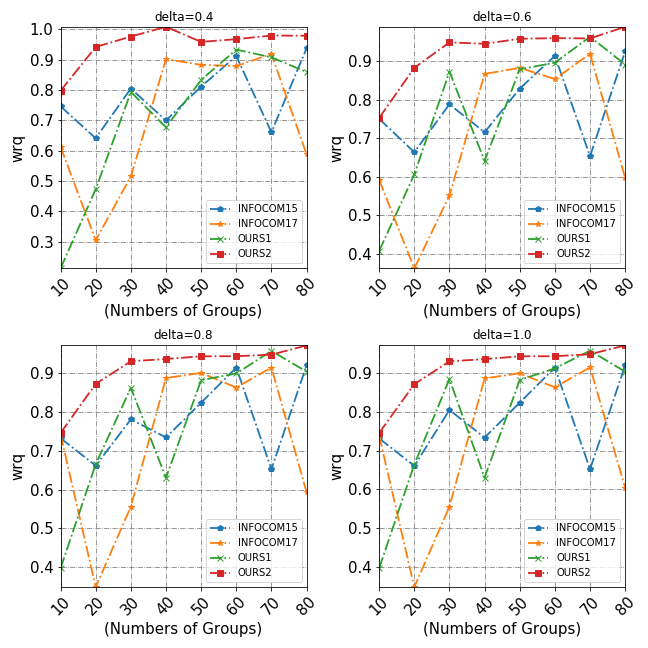 delta=0.4
wrq
1.0
0.9
0.8
0.7
0.6
0.5
0.4
0.3
INFOCOM15
INFOCOM17
OURS1
OURS2
10 20 30 40 50 60 70 80
(Numbers of Groups)
delta=0.6
wrq
0.9
0.8
0.7
0.6
0.5
0.4
INFOCOM15
INFOCOM17
OURS1
OURS2
10 20 30 40 50 60 70 80
(Numbers of Groups)
delta=0.8
wrq
0.9
0.8
0.7
0.6
0.5
0.4
INFOCOM15
INFOCOM17
OURS1
OURS2
10 20 30 40 50 60 70 80
(Numbers of Groups)
delta=1.0
wrq
0.9
0.8
0.7
0.6
0.5
0.4
INFOCOM15
INFOCOM17
OURS1
OURS2
10 20 30 40 50 60 70 80
(Numbers of Groups)